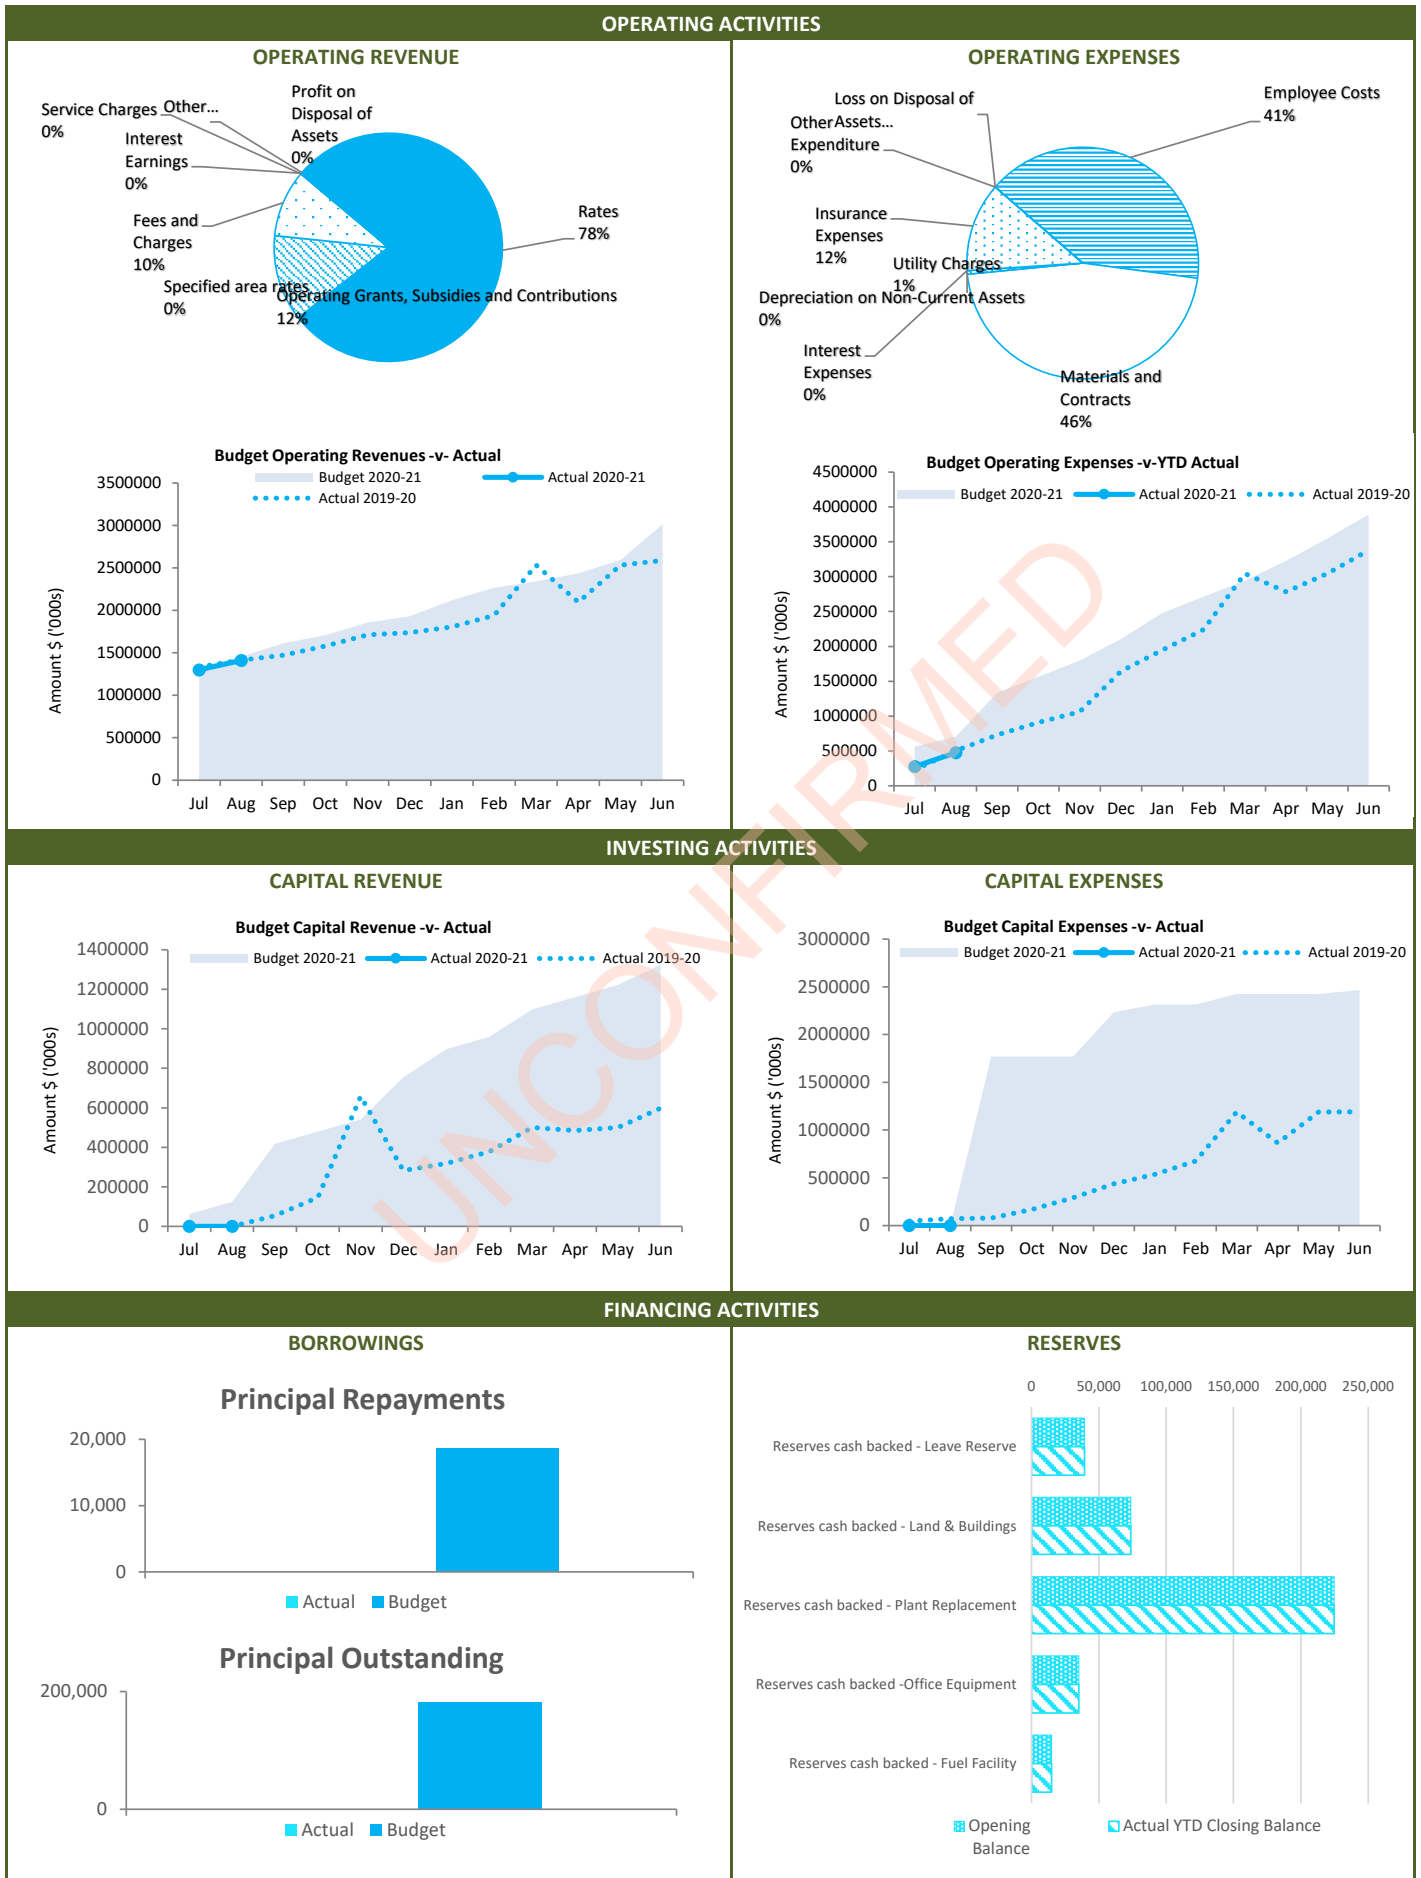 OPERATING ACTIVITIES
OPERATING REVENUE
Service Charges
0%
Other...
Profit on
Disposal of
Assets
0%
Interest
Earnings
0%
Fees and
Charges
10%
Rates
78%
Specified area rates
0%
Operating Grants, Subsidies and Contributions
12%
OPERATING EXPENSES
Loss on Disposal of
Assets...
Other
Expenditure
0%
Employee Costs
41%
Insurance
Expenses
12%
Utility Charges
1%
Depreciation on Non-Current Assets
0%
Interest
Expenses
0%
Materials and
Contracts
46%
Budget Operating Revenues -v- Actual
Budget 2020-21
Actual 2020-21
Actual 2019-20
Amount $ ('000s)
3500000
3000000
2500000
2000000
1500000
1000000
500000
0
Jul Aug Sep Oct Nov Dec Jan Feb Mar Apr May Jun
Budget Operating Expenses -v-YTD Actual
Budget 2020-21 Actual 2020-21 Actual 2019-20
Amount $ ('000s)
4500000
4000000
3500000
3000000
2500000
2000000
1500000
1000000
500000
0
Jul Aug Sep Oct Nov Dec Jan Feb Mar Apr May Jun
UNCONFIRMED
INVESTING ACTIVITIES
CAPITAL REVENUE
Budget Capital Revenue -v- Actual
Budget 2020-21 Actual 2020-21 Actual 2019-20
Amount $ ('000s)
1400000
1200000
1000000
800000
600000
400000
200000
0
Jul Aug Sep Oct Nov Dec Jan Feb Mar Apr May Jun
CAPITAL EXPENSES
Budget Capital Expenses -v- Actual
Budget 2020-21 Actual 2020-21 Actual 2019-20
Amount $ ('000s)
3000000
2500000
2000000
1500000
1000000
500000
0
Jul Aug Sep Oct Nov Dec Jan Feb Mar Apr May Jun
FINANCING ACTIVITIES
BORROWINGS
Principal Repayments
20,000
10,000
0
Actual Budget
Principal Outstanding
200,000
0
Actual Budget
RESERVES
0 50,000 100,000 150,000 200,000 250,000
Reserves cash backed - Leave Reserve
Reserves cash backed - Land & Buildings
Reserves cash backed - Plant Replacement
Reserves cash backed -Office Equipment
Reserves cash backed - Fuel Facility
Opening
Balance
Actual YTD Closing Balance